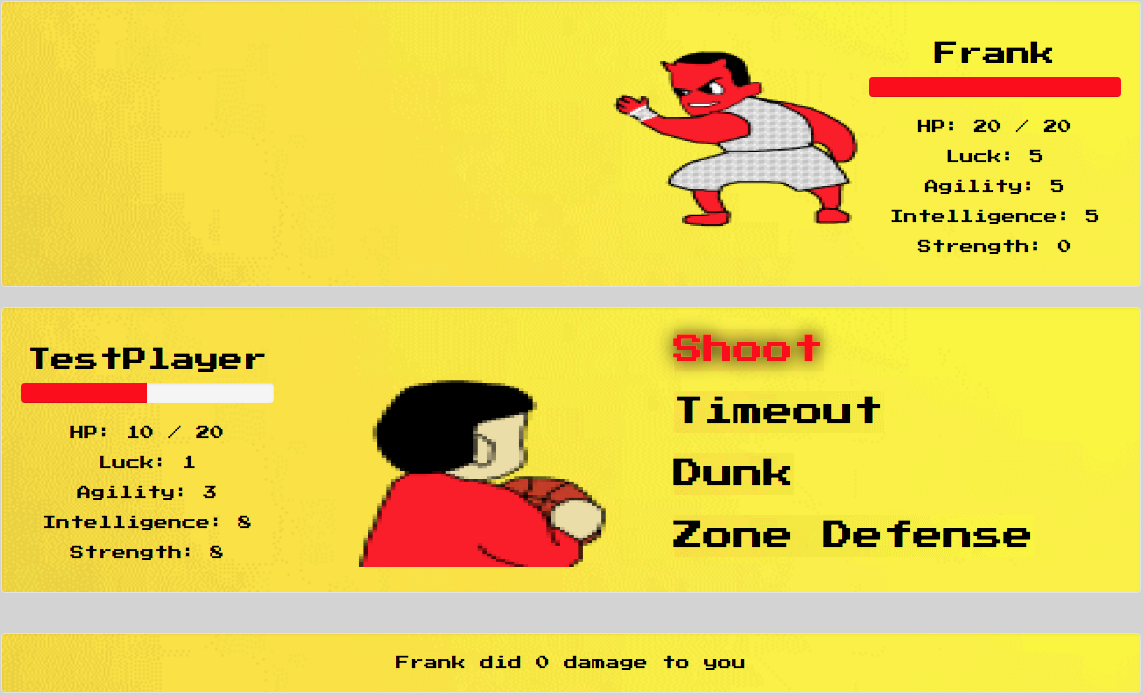 Frank
HP: 20 / 20
Luck: 5
Agility: 5
Intelligence: 5
Strength: 0
TestPlayer
HP: 10 / 20
Luck: 1
Agility: 3
Intelligence: 8
Strength: 8
Shoot
Timeout
Dunk
Zone Defense
Frank did 0 damage to you